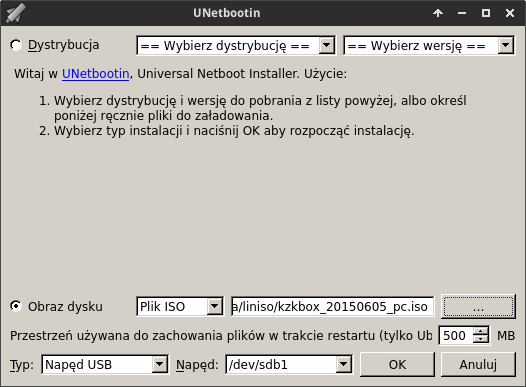 UNetbootin
Dystrybucja
== Wybierz dystrybucję ==
== Wybierz wersję ==
Witaj w UNetbootin, Universal Netboot Installer. Użycie:
1. Wybierz dystrybucję i wersję do pobrania z listy powyżej, albo określ
poniżej ręcznie pliki do załadowania.
2. Wybierz typ instalacji i naciśnij OK aby rozpocząć instalację.
Obraz dysku
Plik ISO
a/liniso/kzkbox_20150605_pc.iso
...
Przestrzeń używana do zachowania plików w trakcie restartu (tylko Ub
500
MB
Typ:
Napęd USB
Napęd:
/dev/sdb1
OK
Anuluj